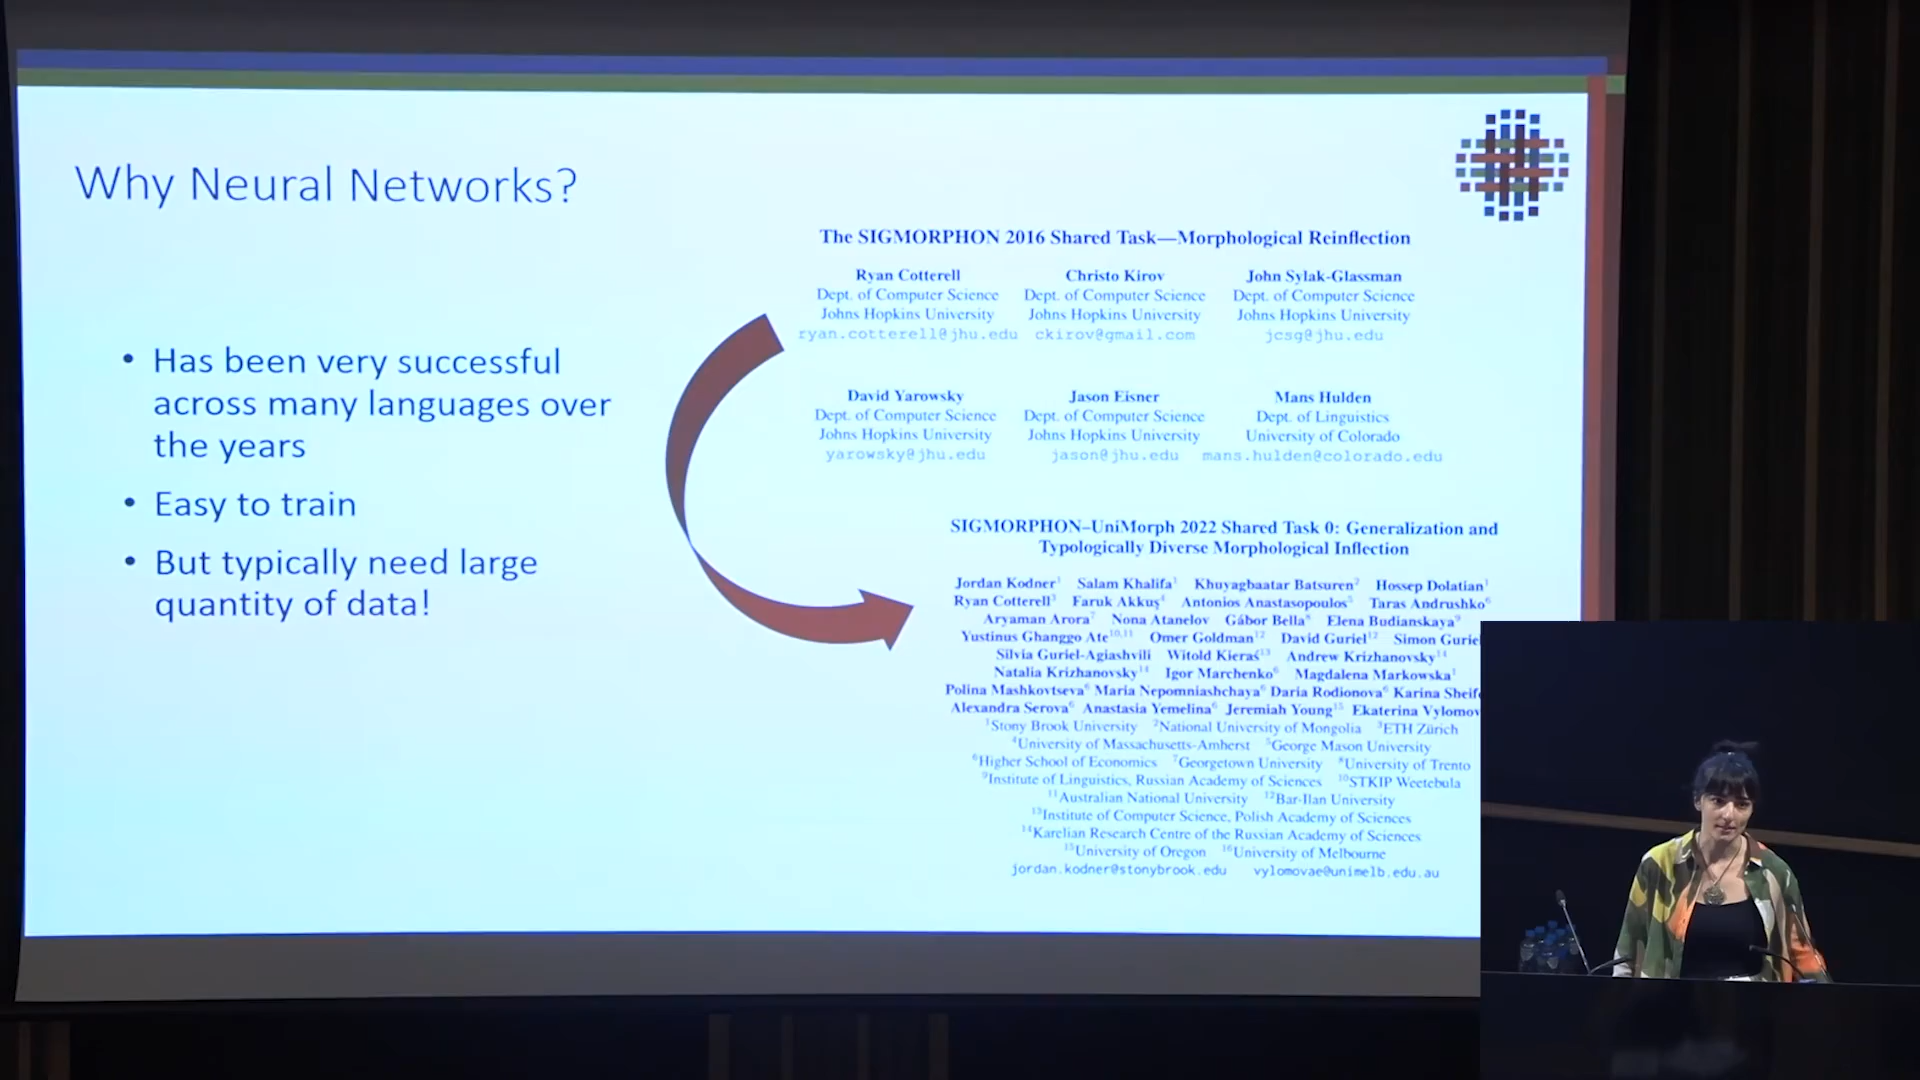 Why Neural Networks?
• Has been very successful
across many languages over
the years
• Easy to train
• But typically need large
quantity of data!
The SIGMORPHON 2016 Shared Task—Morphological Reinflection
Ryan Cotterell Christo Kirov John Sylak-Glassman
Dept. of Computer Science Dept. of Computer Science Dept. of Computer Science
Johns Hopkins University Johns Hopkins University Johns Hopkins University
ryan.cotterell@jhu.edu ckirov@gmail.com jcsg@jhu.edu
David Yarowsky Jason Eisner Mans Hulden
Dept. of Computer Science Dept. of Computer Science Dept. of Linguistics
Johns Hopkins University Johns Hopkins University University of Colorado
yarowsky@jhu.edu jason@jhu.edu mans.hulden@colorado.edu
SIGMORPHON–UniMorph 2022 Shared Task 0: Generalization and
Typologically Diverse Morphological Inflection
Jordan Kodner¹ Salam Khalifa¹ Khuyagbaatar Batsuren² Hossep Dolatian¹
Ryan Cotterell³ Faruk Akkuş⁴ Antonios Anastasopoulos⁵ Taras Andrushko⁶
Aryaman Arora⁷ Nona Atanelov Gábor Bella⁸ Elena Budianskaya⁹
Yustinus Ghanggo Ate¹⁰,¹¹ Omer Goldman¹² David Guriel¹² Simon Gurie
Silvia Guriel-Agiashvili Witold Kieraś¹³ Andrew Krizhanovsky¹⁴
Natalia Krizhanovsky¹⁴ Igor Marchenko⁶ Magdalena Markowska¹
Polina Mashkovtseva⁶ Maria Nepomniashchaya⁶ Daria Rodionova⁶ Karina Sheif
Alexandra Serova⁶ Anastasia Yemelina⁶ Jeremiah Young¹⁵ Ekaterina Vylomov
¹Stony Brook University ²National University of Mongolia ³ETH Zürich
⁴University of Massachusetts-Amherst ⁵George Mason University
⁶Higher School of Economics ⁷Georgetown University ⁸University of Trento
⁹Institute of Linguistics, Russian Academy of Sciences ¹⁰STKIP Weetebula
¹¹Australian National University ¹²Bar-Ilan University
¹³Institute of Computer Science, Polish Academy of Sciences
¹⁴Karelian Research Centre of the Russian Academy of Sciences
¹⁵University of Oregon ¹⁶University of Melbourne
jordan.kodner@stonybrook.edu vylomovae@unimelb.edu.au